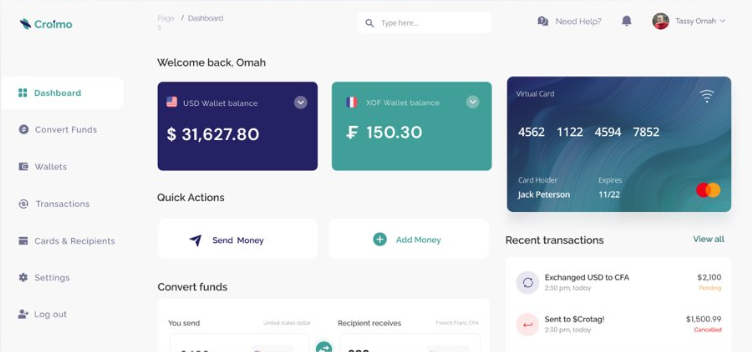 Croimo
Page / Dashboard
s
Type here...
Need Help?
Tassy Omah
Welcome back, Omah
Dashboard
Convert Funds
Wallets
Transactions
Cards & Recipients
Settings
Log out
USD Wallet balance
$ 31,627.80
XOF Wallet balance
₣ 150.30
Quick Actions
Send Money
Add Money
Convert funds
You send
United states dollar
Recipient receives
French Franc CFA
Virtual Card
4562 1122 4594 7852
Card Holder
Expires
Jack Peterson
11/22
Recent transactions
View all
Exchanged USD to CFA
$2,100
2:30 pm, today
Pending
Sent to $Crotag!
$1,500.99
2:30 pm, today
Cancelled